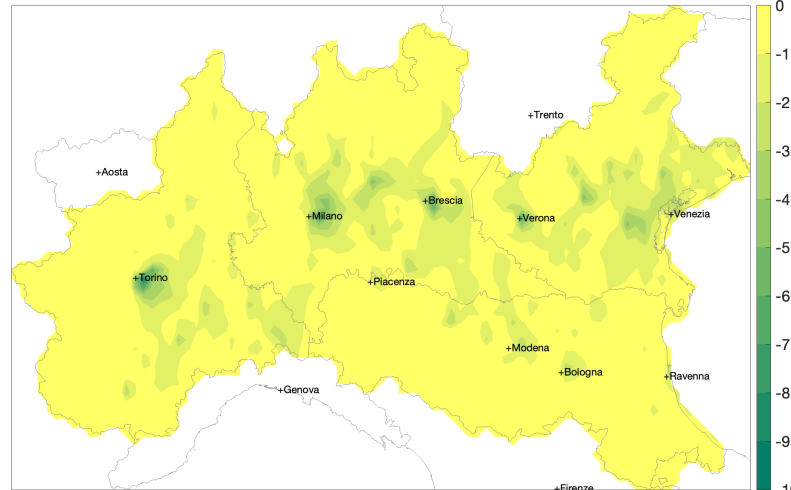 0
-1
+Trento
-2
-3
+Aosta
-4
+Milano
+Brescia
+Verona
+Venezia
-5
+Torino
+Piacenza
-6
-7
+Modena
+Bologna
+Ravenna
-8
+Genova
-9
+Firenze